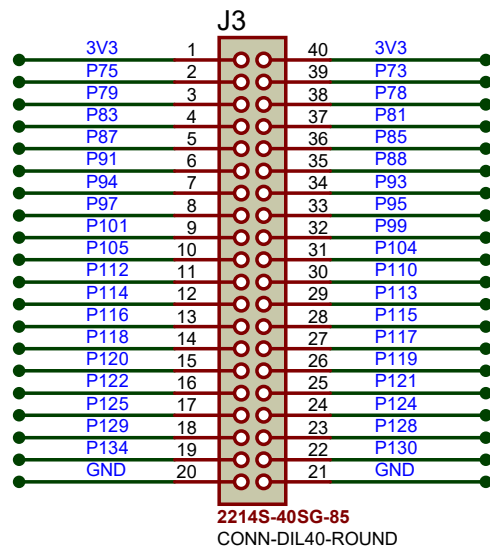 J3
3V3 1 40 3V3
P75 2 39 P73
P79 3 38 P78
P83 4 37 P81
P87 5 36 P85
P91 6 35 P88
P94 7 34 P93
P97 8 33 P95
P101 9 32 P99
P105 10 31 P104
P112 11 30 P110
P114 12 29 P113
P116 13 28 P115
P118 14 27 P117
P120 15 26 P119
P122 16 25 P121
P125 17 24 P124
P129 18 23 P128
P134 19 22 P130
GND 20 21 GND
2214S-40SG-85
CONN-DIL40-ROUND